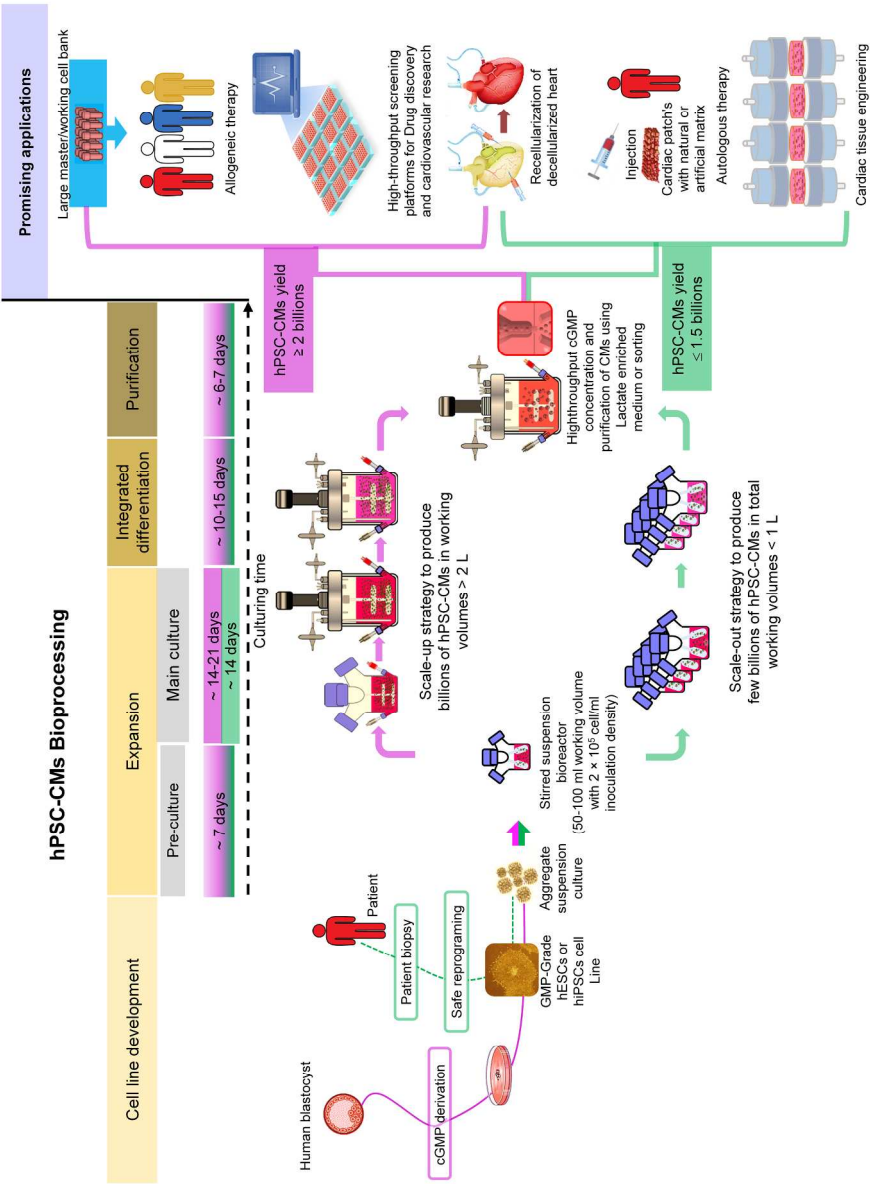 hPSC-CMs Bioprocessing
Promising applications
Cell line development
Expansion
Integrated
differentiation
Purification
Pre-culture
Main culture
~ 7 days
~ 14-21 days
~ 14 days
~ 10-15 days
~ 6-7 days
Culturing time
Human blastocyst
cGMP derivation
Patient
Patient biopsy
Safe reprograming
GMP-Grade
hESCs or
hiPSCs cell
Line
Aggregate
suspension
culture
Stirred suspension
bioreactor
(50-100 ml working volume
with 2 × 10⁵ cell/ml
inoculation density)
Scale-up strategy to produce
billions of hPSC-CMs in working
volumes > 2 L
Scale-out strategy to produce
few billions of hPSC-CMs in total
working volumes < 1 L
Highthroughput cGMP
concentration and
purification of CMs using
Lactate enriched
medium or sorting
hPSC-CMs yield
≥ 2 billions
hPSC-CMs yield
≤ 1.5 billions
Large master/working cell bank
Allogeneic therapy
High-throughput screening
platforms for Drug discovery
and cardiovascular research
Recellularization of
decellularized heart
Injection
Cardiac patch's
with natural or
artificial matrix
Autologous therapy
Cardiac tissue engineering